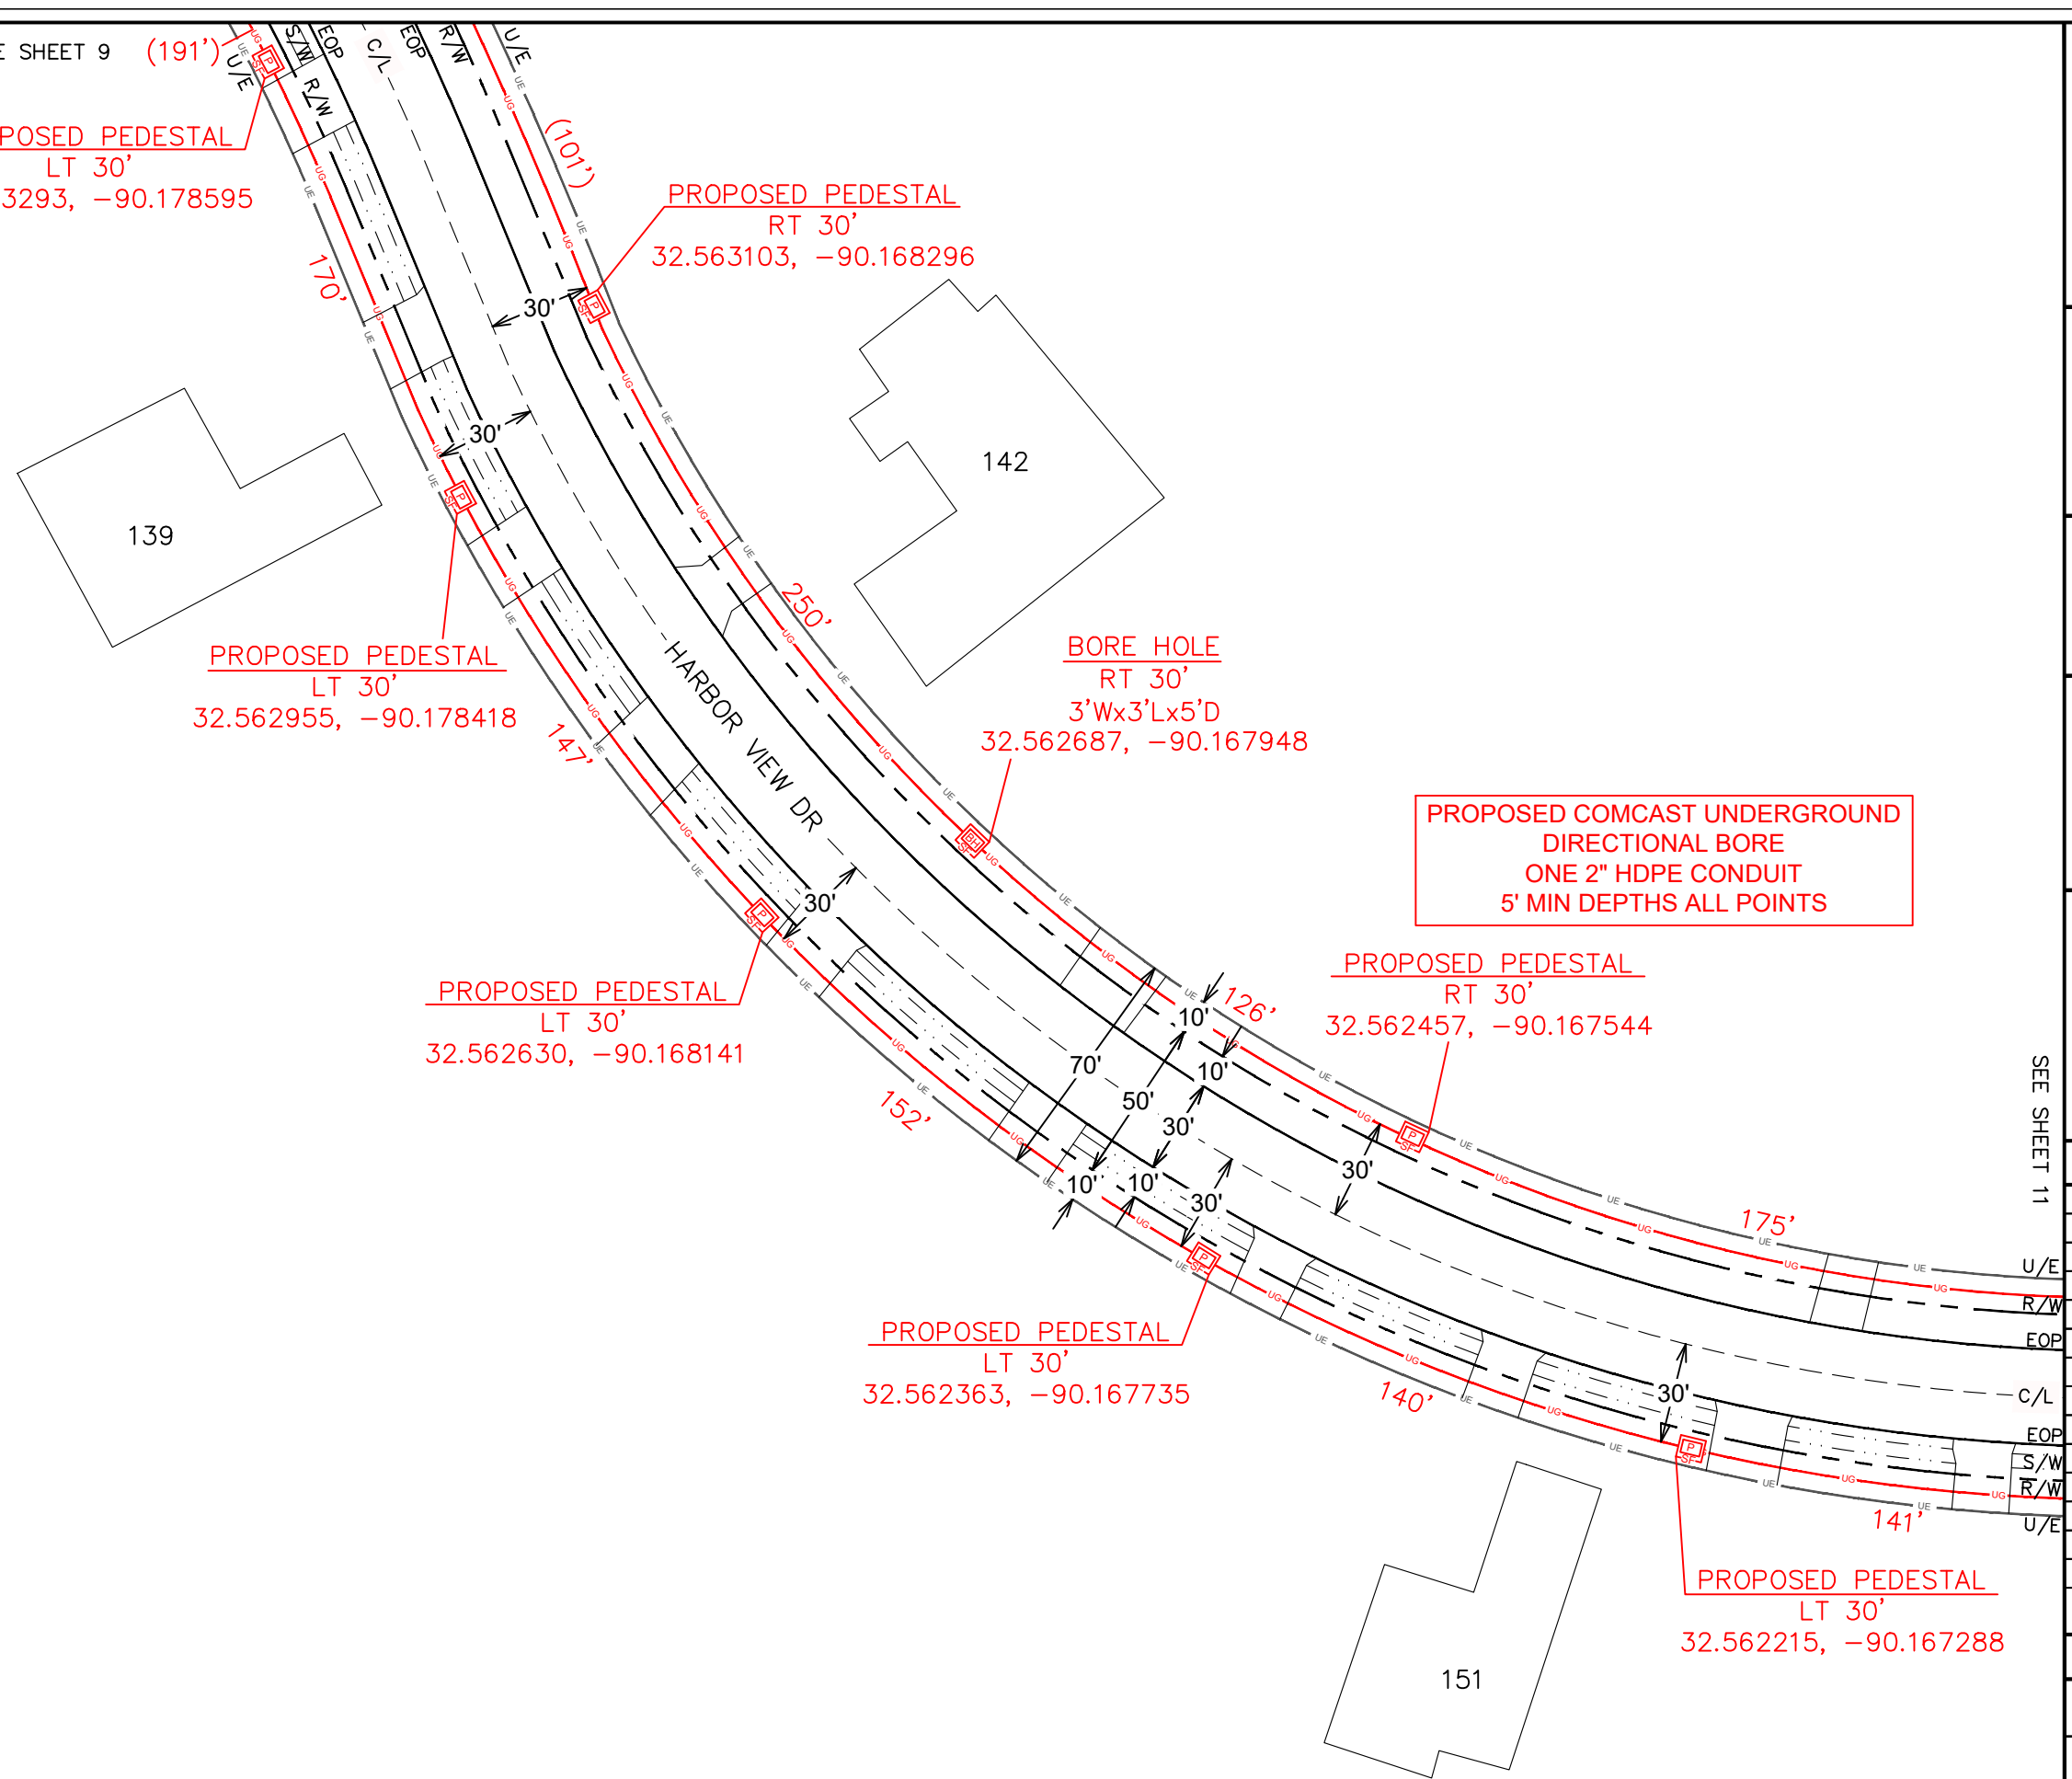 E SHEET 9
(191')
S/W
EOP
C/L
EOP
R/W
U/E
U/E
R/W
POSED PEDESTAL
LT 30'
3293, -90.178595
(101')
PROPOSED PEDESTAL
RT 30'
32.563103, -90.168296
170'
30'
30'
142
139
250'
BORE HOLE
RT 30'
3'Wx3'Lx5'D
32.562687, -90.167948
PROPOSED PEDESTAL
LT 30'
32.562955, -90.178418
147'
HARBOR VIEW DR
PROPOSED COMCAST UNDERGROUND
DIRECTIONAL BORE
ONE 2" HDPE CONDUIT
5' MIN DEPTHS ALL POINTS
30'
PROPOSED PEDESTAL
RT 30'
32.562457, -90.167544
PROPOSED PEDESTAL
LT 30'
32.562630, -90.168141
126'
10'
70'
10'
50'
30'
152'
10'
10'
30'
30'
SEE SHEET 11
175'
U/E
R/W
EOP
C/L
EOP
S/W
R/W
U/E
PROPOSED PEDESTAL
LT 30'
32.562363, -90.167735
140'
30'
141'
PROPOSED PEDESTAL
LT 30'
32.562215, -90.167288
151